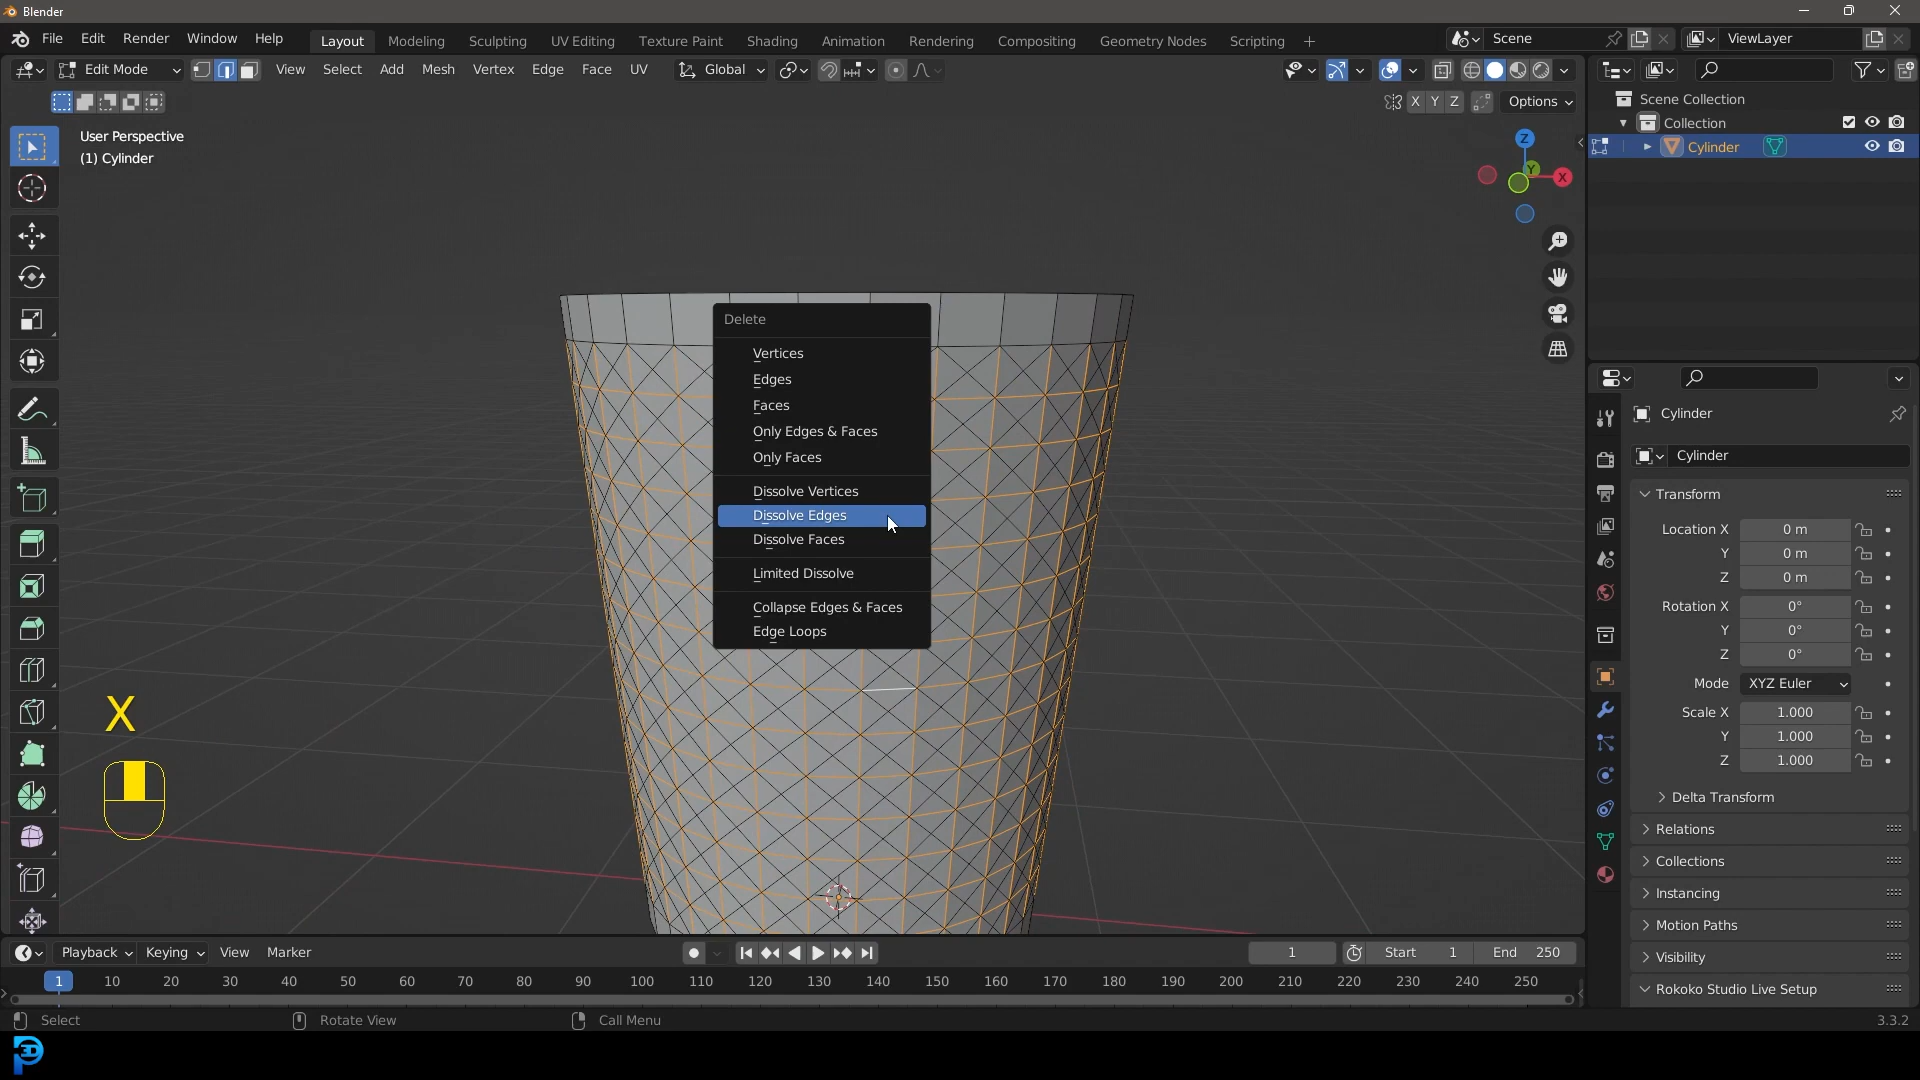 Blender
File Edit Render Window Help
Layout Modeling Sculpting UV Editing Texture Paint Shading Animation Rendering Compositing Geometry Nodes Scripting +
Scene
ViewLayer
Edit Mode
View Select Add Mesh Vertex Edge Face UV
Global
X Y Z Options
User Perspective
(1) Cylinder
Z
Y
X
Scene Collection
Collection
Cylinder
Delete
Vertices
Edges
Faces
Only Edges & Faces
Only Faces
Dissolve Vertices
Dissolve Edges
Dissolve Faces
Limited Dissolve
Collapse Edges & Faces
Edge Loops
X
Cylinder
Cylinder
Transform
Location X 0 m
Y 0 m
Z 0 m
Rotation X 0°
Y 0°
Z 0°
Mode XYZ Euler
Scale X 1.000
Y 1.000
Z 1.000
Delta Transform
Relations
Collections
Instancing
Motion Paths
Visibility
Rokoko Studio Live Setup
Playback Keying View Marker
1 Start 1 End 250
1 10 20 30 40 50 60 70 80 90 100 110 120 130 140 150 160 170 180 190 200 210 220 230 240 250
Select Rotate View Call Menu 3.3.2